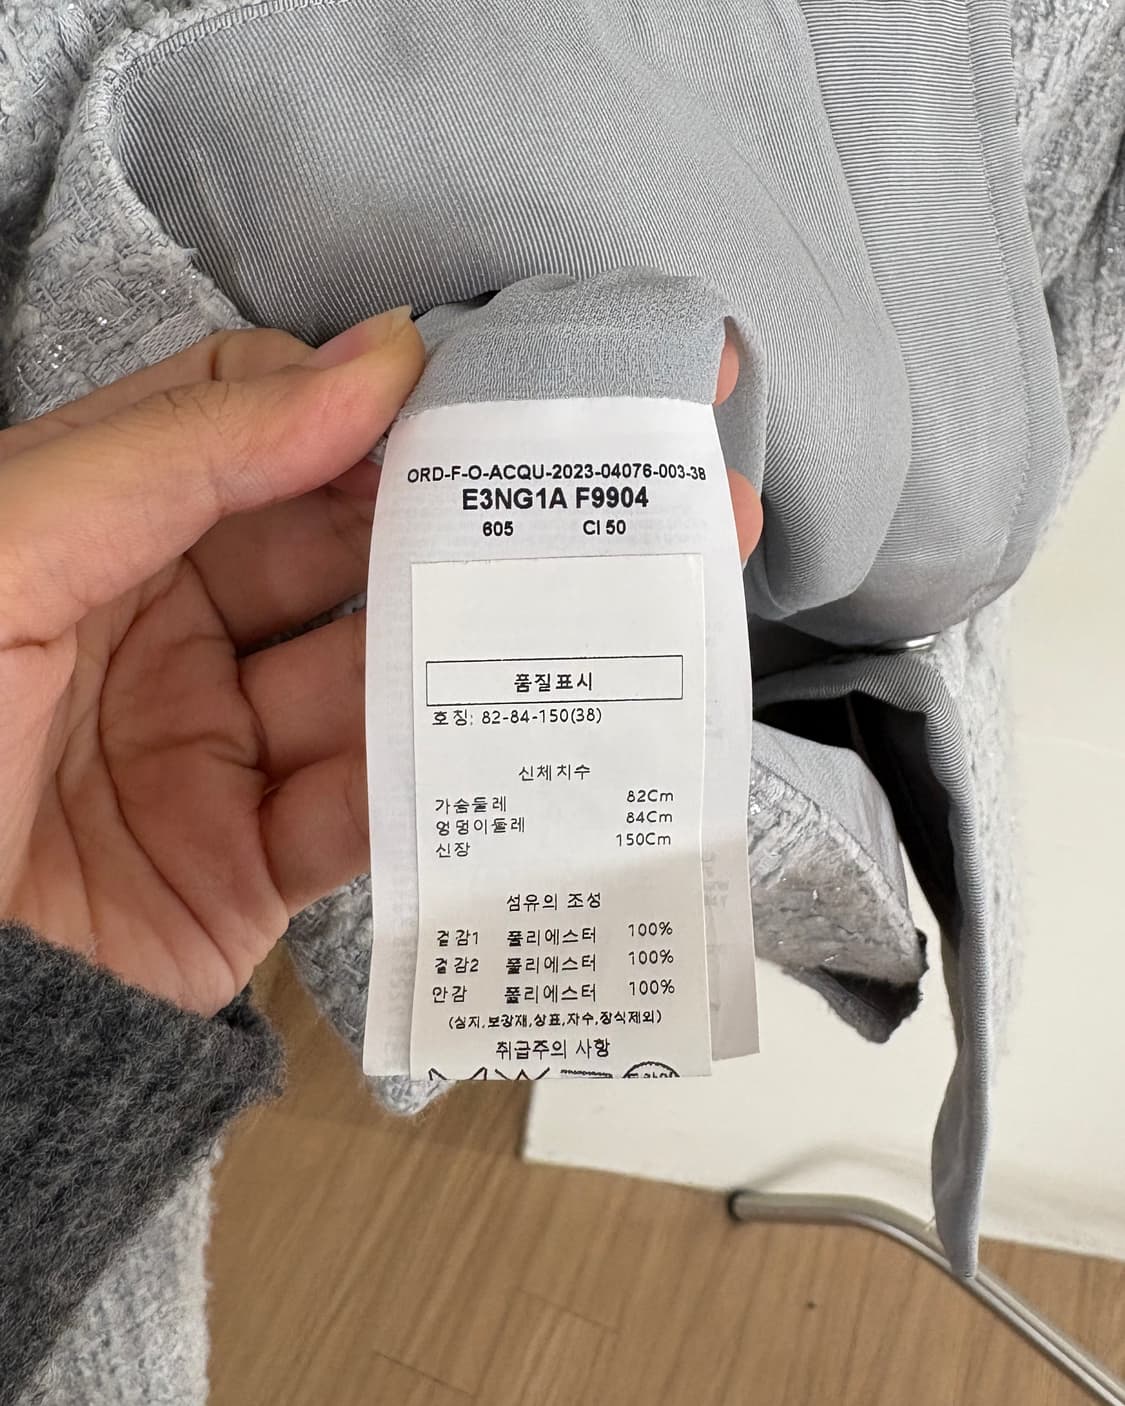 ORD-F-O-ACQU-2023-04076-003-38
E3NG1A F9904
605 CI 50
품질표시
호칭: 82-84-150(38)
신체치수
가슴둘레 82Cm
엉덩이둘레 84Cm
신장 150Cm
섬유의 조성
겉감1 폴리에스터 100%
겉감2 폴리에스터 100%
안감 폴리에스터 100%
(심지,보강재,상표,자수,장식제외)
취급주의 사항